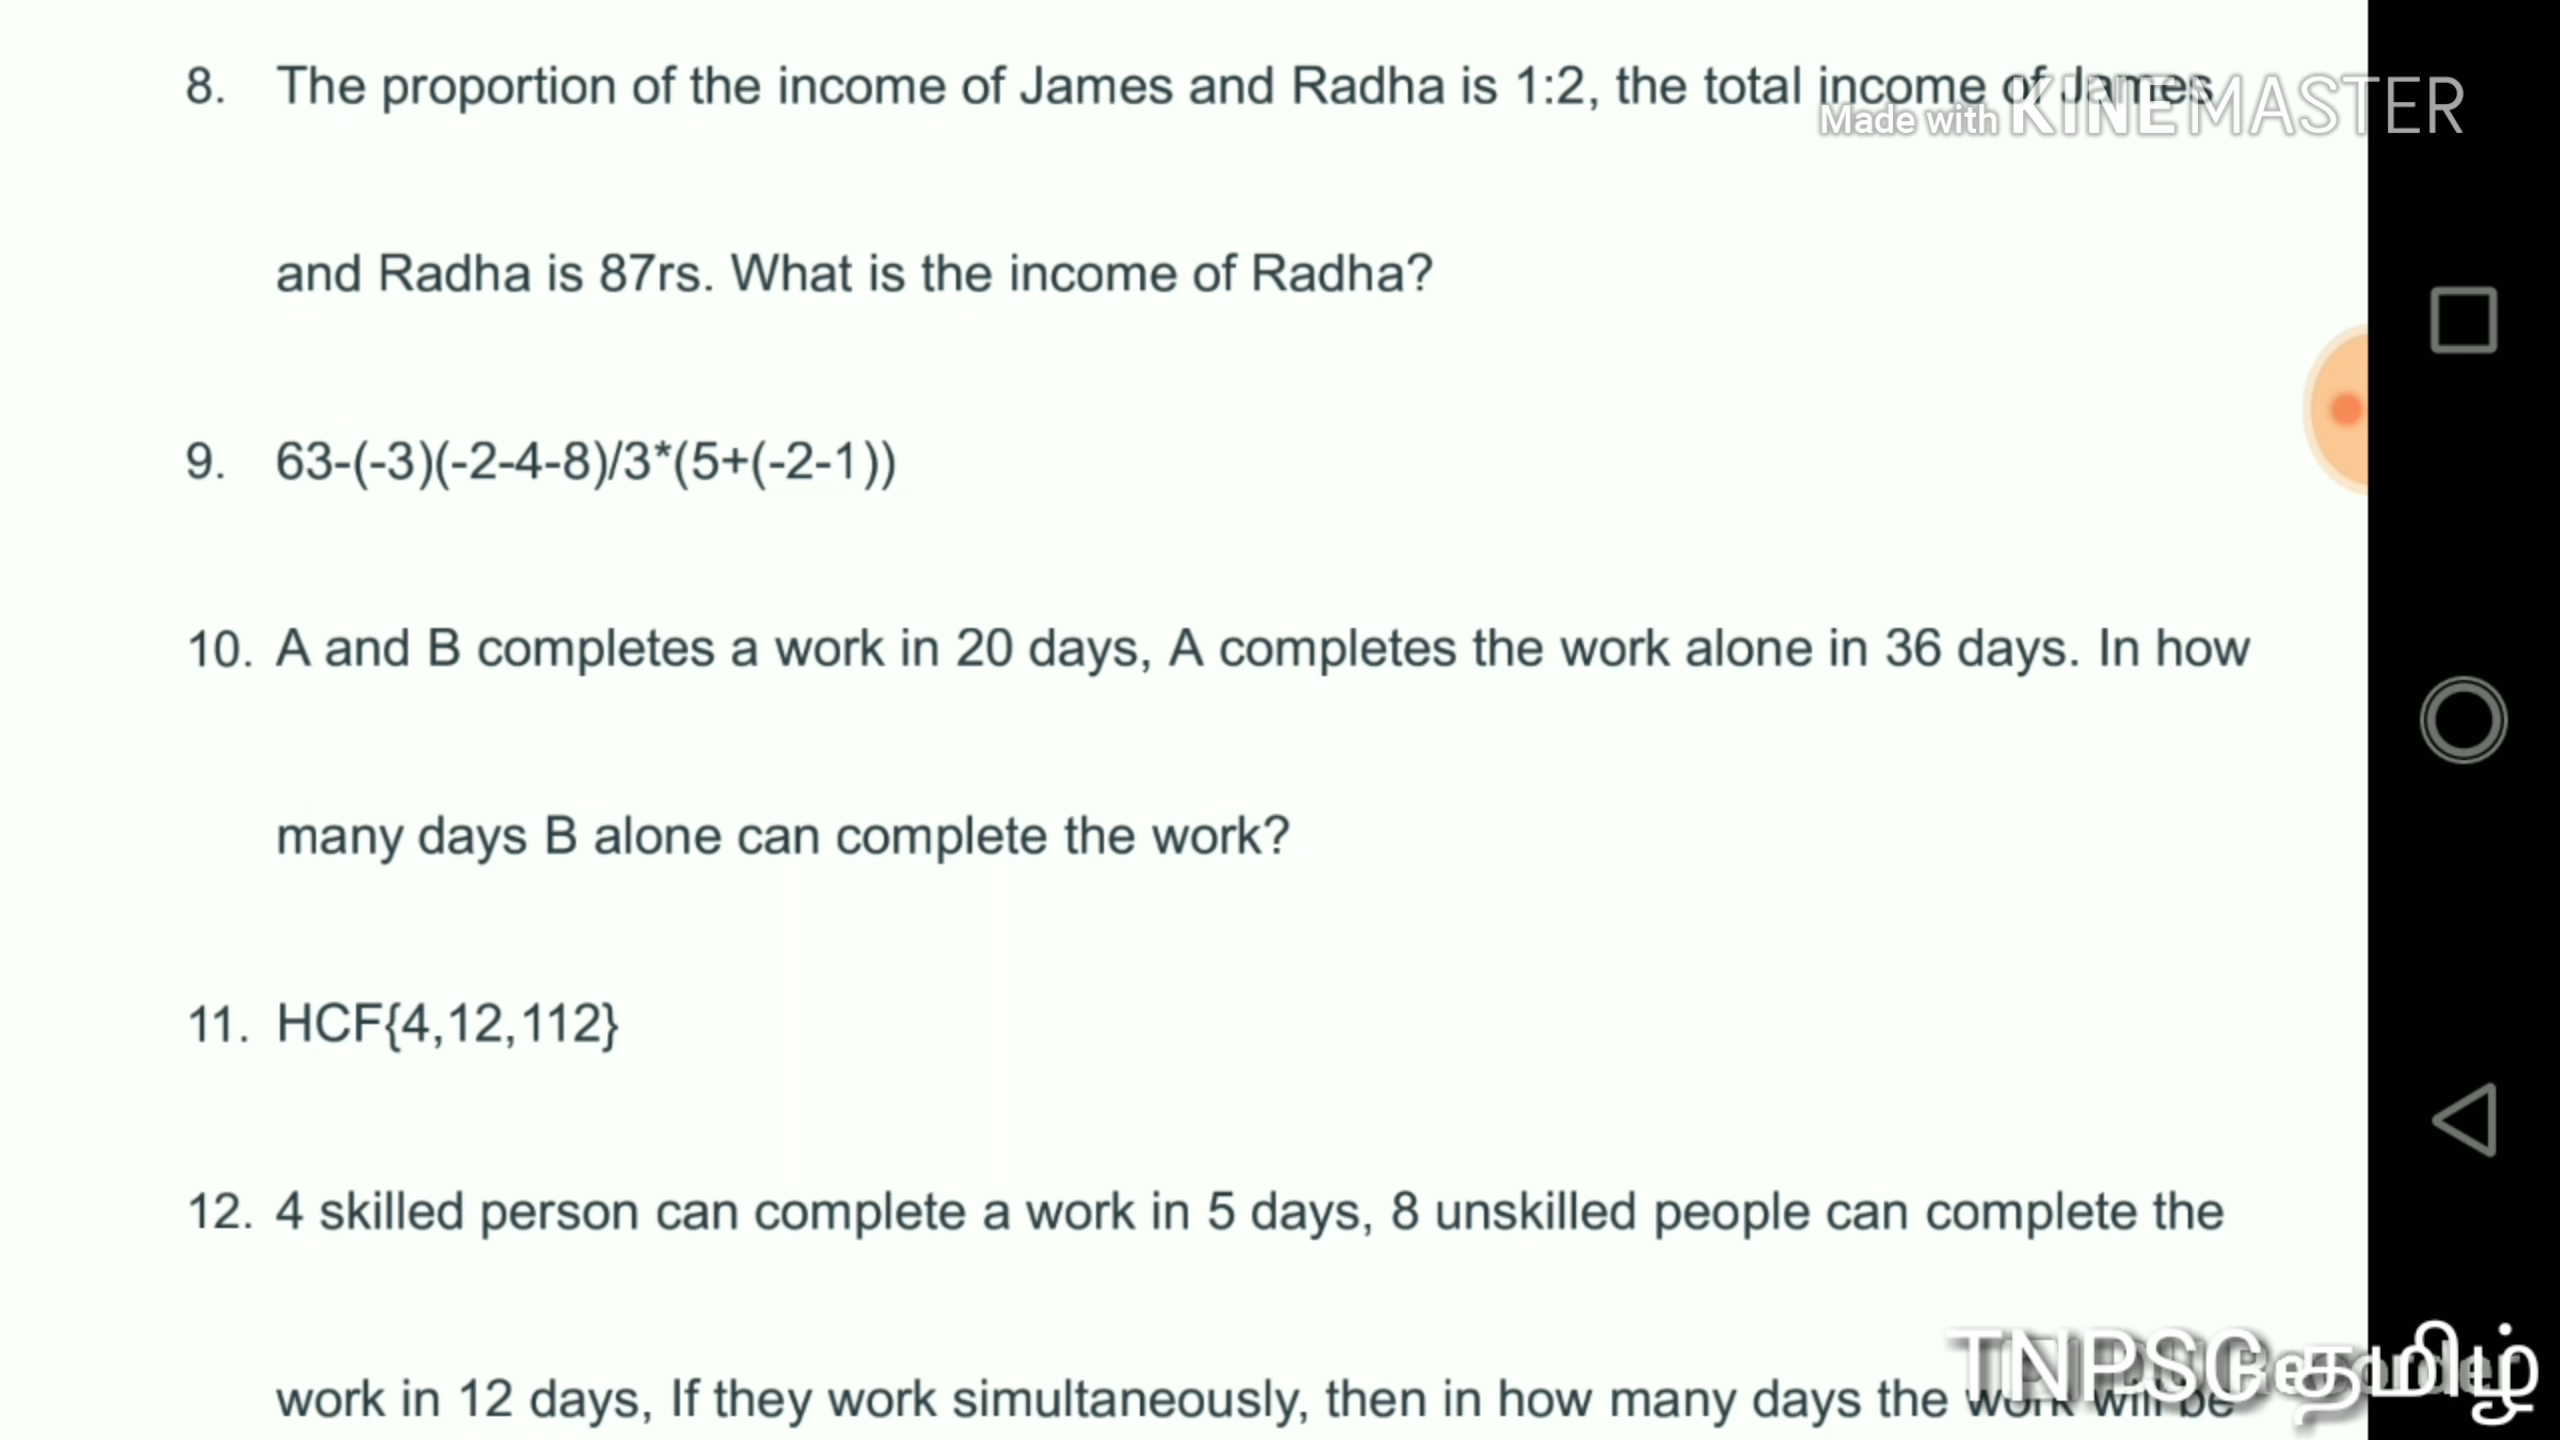 8. The proportion of the income of James and Radha is 1:2, the total income of James
Made with KINEMASTER
and Radha is 87rs. What is the income of Radha?
9. 63-(-3)(-2-4-8)/3*(5+(-2-1))
10. A and B completes a work in 20 days, A completes the work alone in 36 days. In how
many days B alone can complete the work?
11. HCF{4,12,112}
12. 4 skilled person can complete a work in 5 days, 8 unskilled people can complete the
work in 12 days, If they work simultaneously, then in how many days the work will be
TNPSC தமிழ்